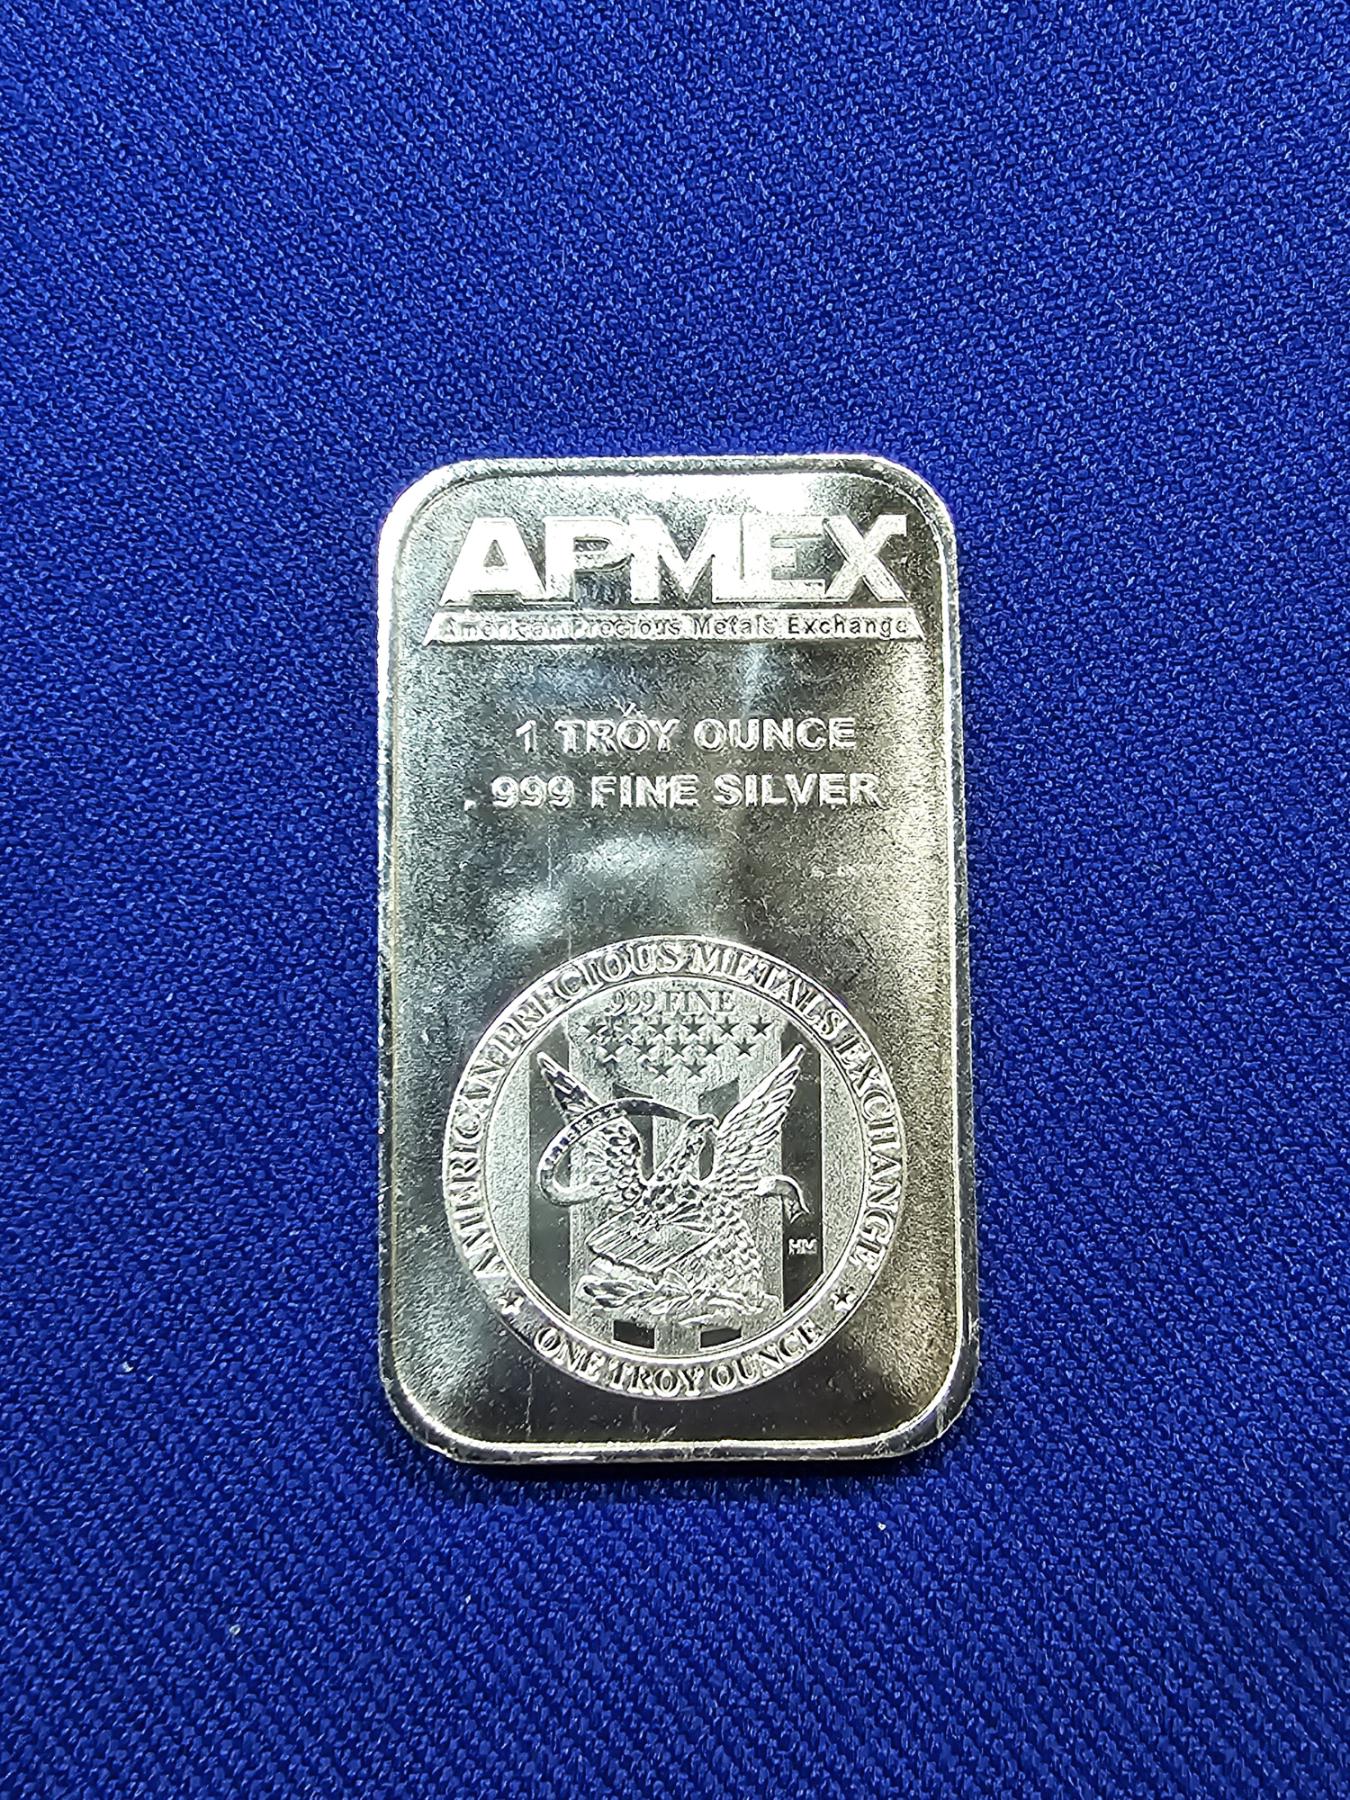 APMEX
American Precious Metals Exchange
1 TROY OUNCE
.999 FINE SILVER
AMERICAN PRECIOUS METALS EXCHANGE
.999 FINE
HM
ONE TROY OUNCE